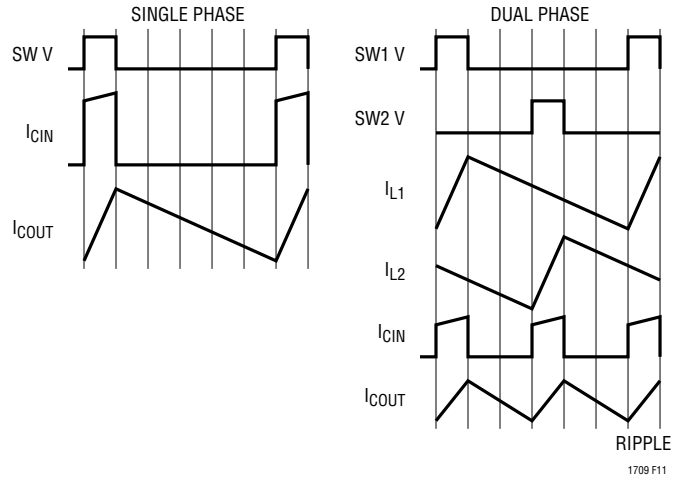 SINGLE PHASE
SW V
ICIN
ICOUT
DUAL PHASE
SW1 V
SW2 V
IL1
IL2
ICIN
ICOUT
RIPPLE
1709 F11